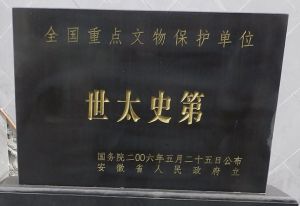 全国重点文物保护单位
世太史第
国务院二〇〇六年五月二十五日公布
安徽省人民政府立